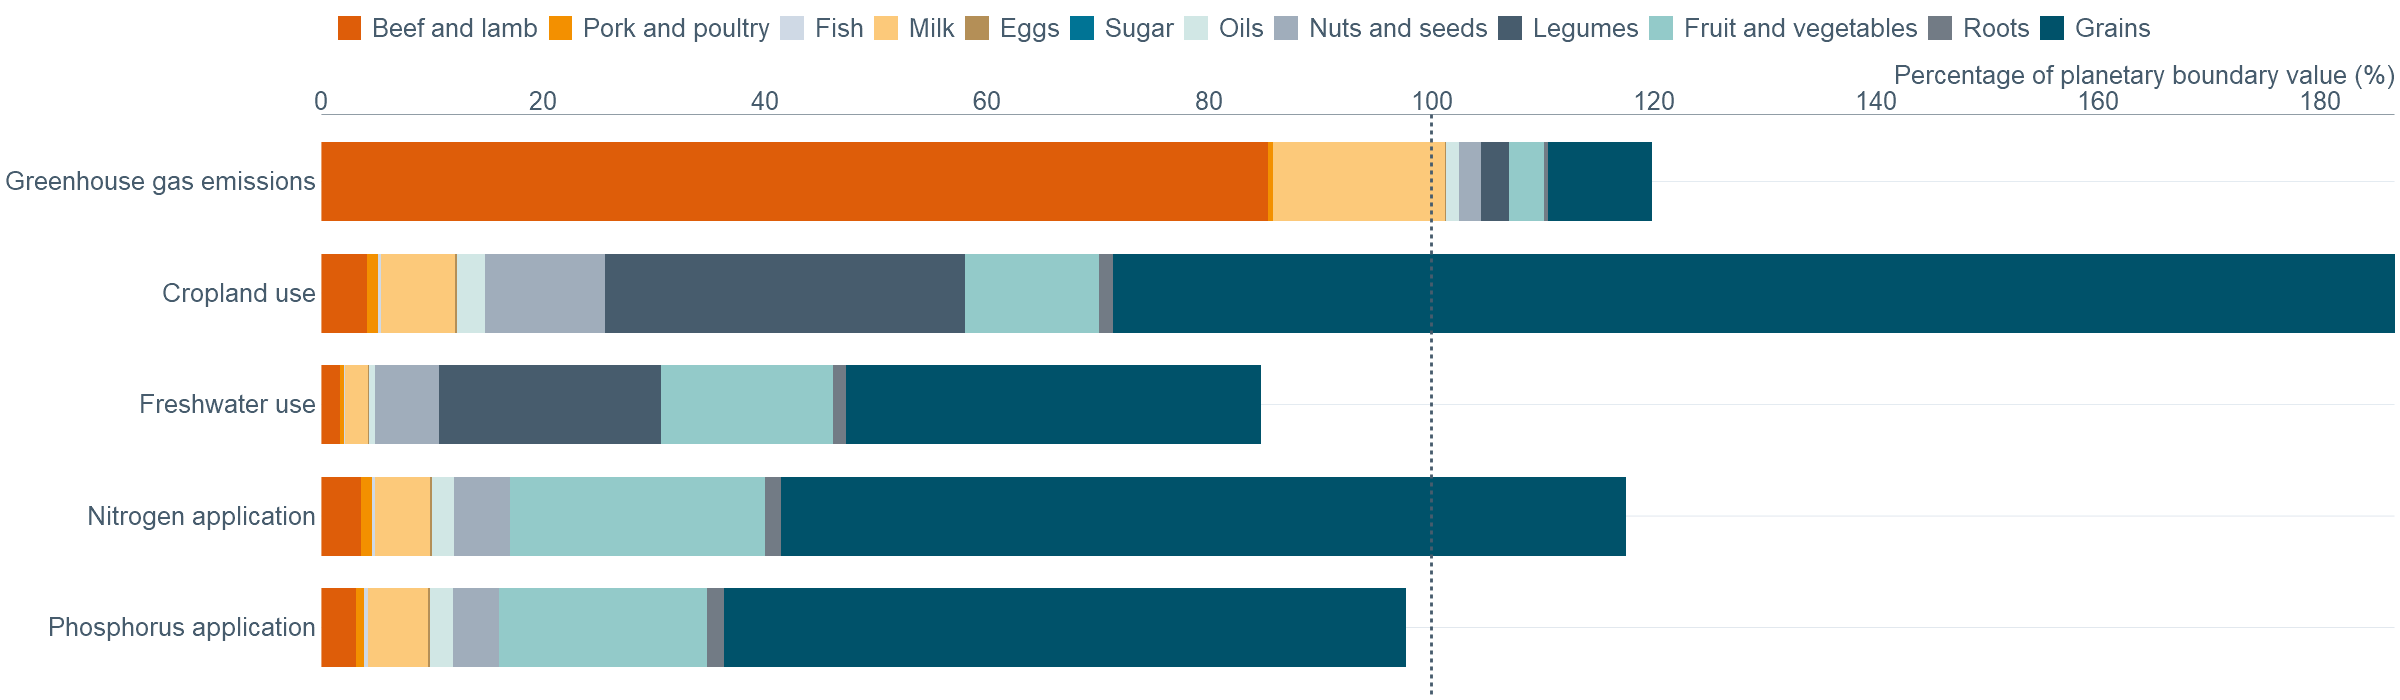 Beef and lamb Pork and poultry Fish Milk Eggs Sugar Oils Nuts and seeds Legumes Fruit and vegetables Roots Grains
Percentage of planetary boundary value (%)
0 20 40 60 80 100 120 140 160 180
Greenhouse gas emissions
Cropland use
Freshwater use
Nitrogen application
Phosphorus application